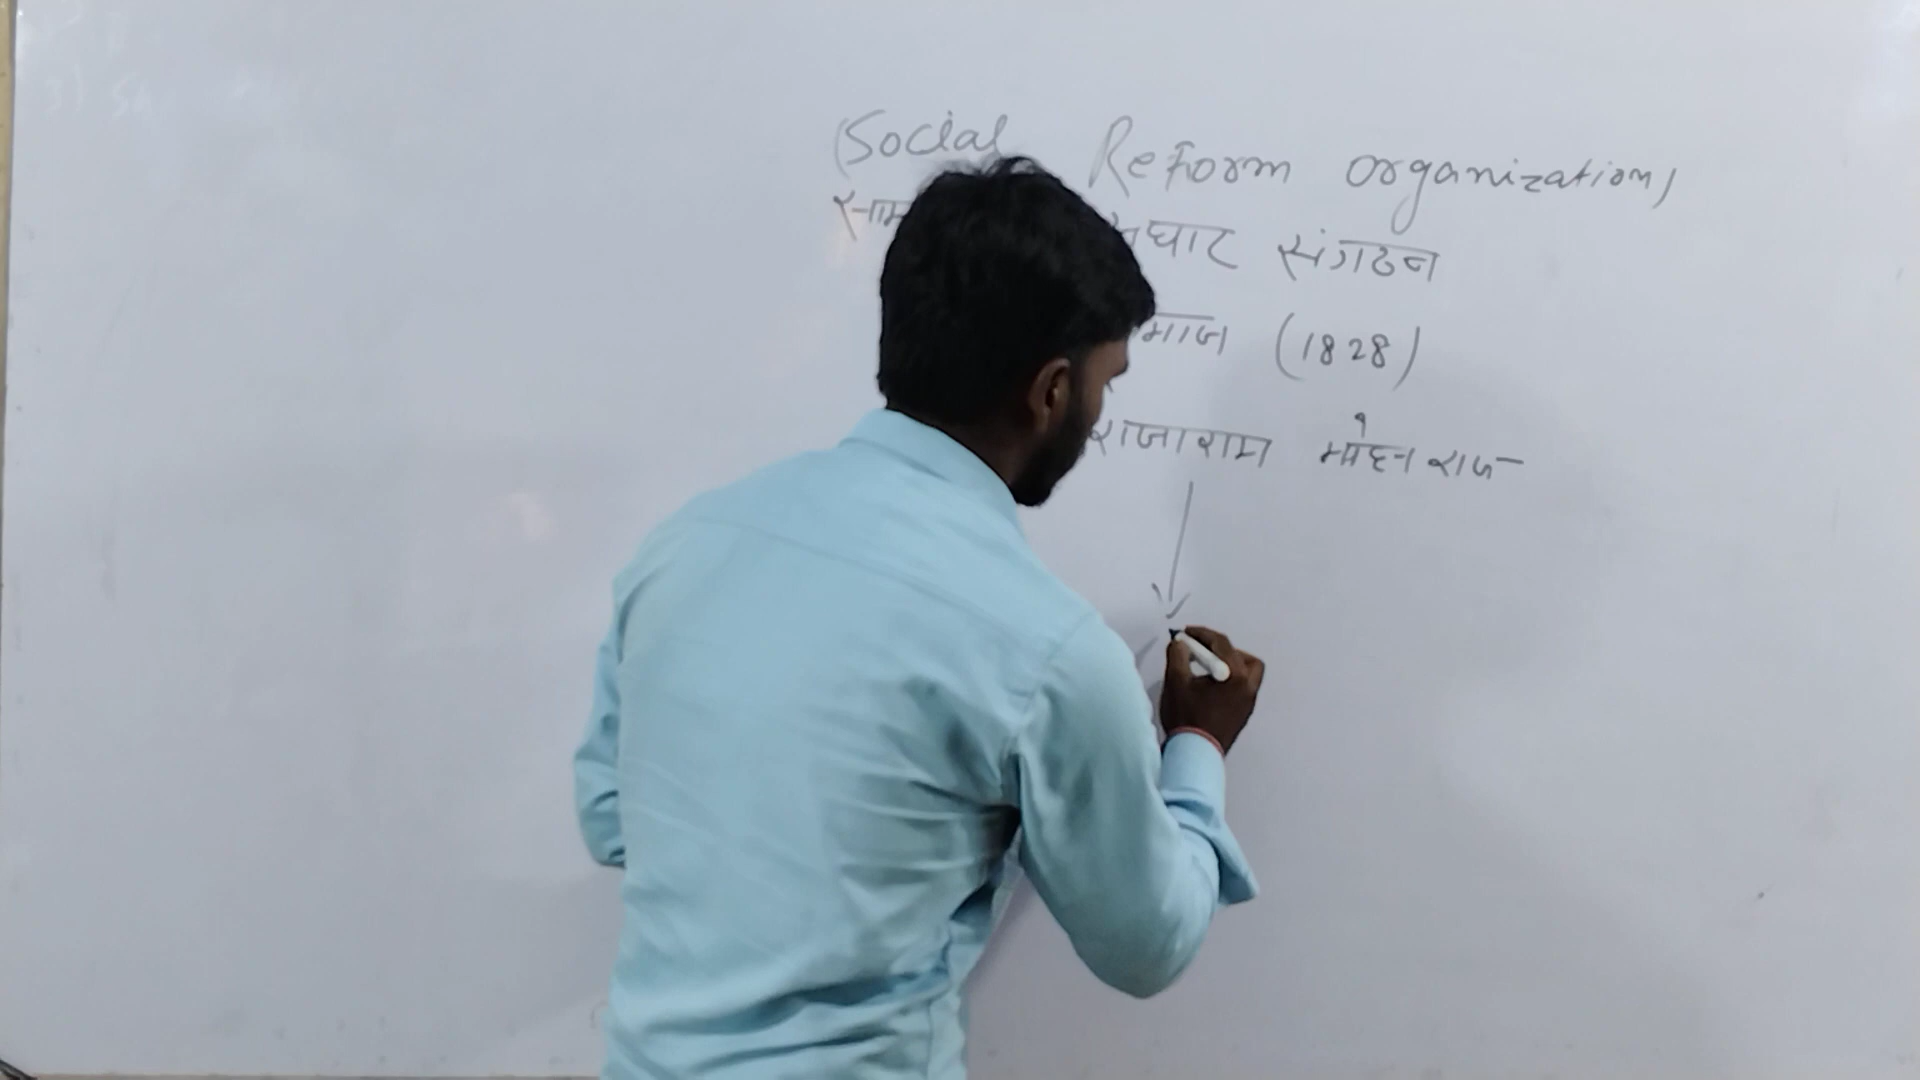 (Social Reform organizations)
साम घाट संगठन
माज (1828)
राजाराम मोहन राज